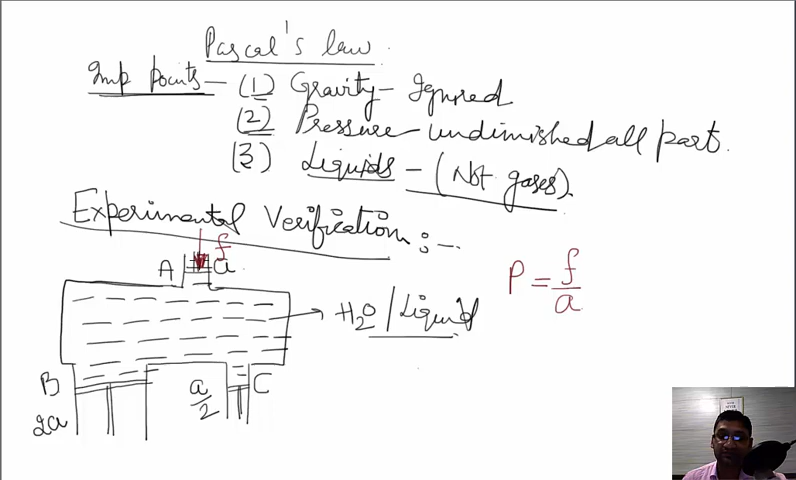 Pascal's law.
Imp points - (1) Gravity - Ignored
(2) Pressure - undiminished all part.
(3) Liquids - (Not gases).
Experimental Verification :-
f
A a
P = f/a
H2O / Liquid
B a/2 C
2a